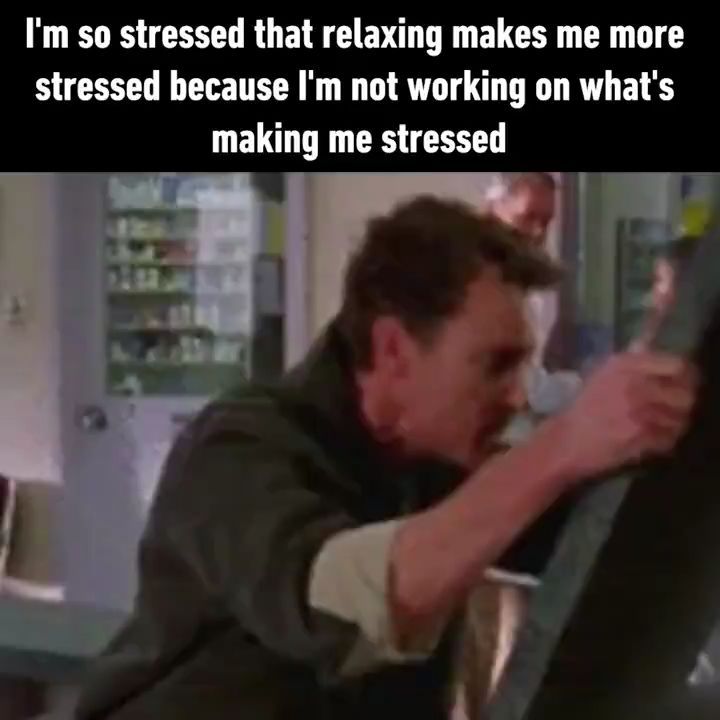 I'm so stressed that relaxing makes me more
stressed because I'm not working on what's
making me stressed